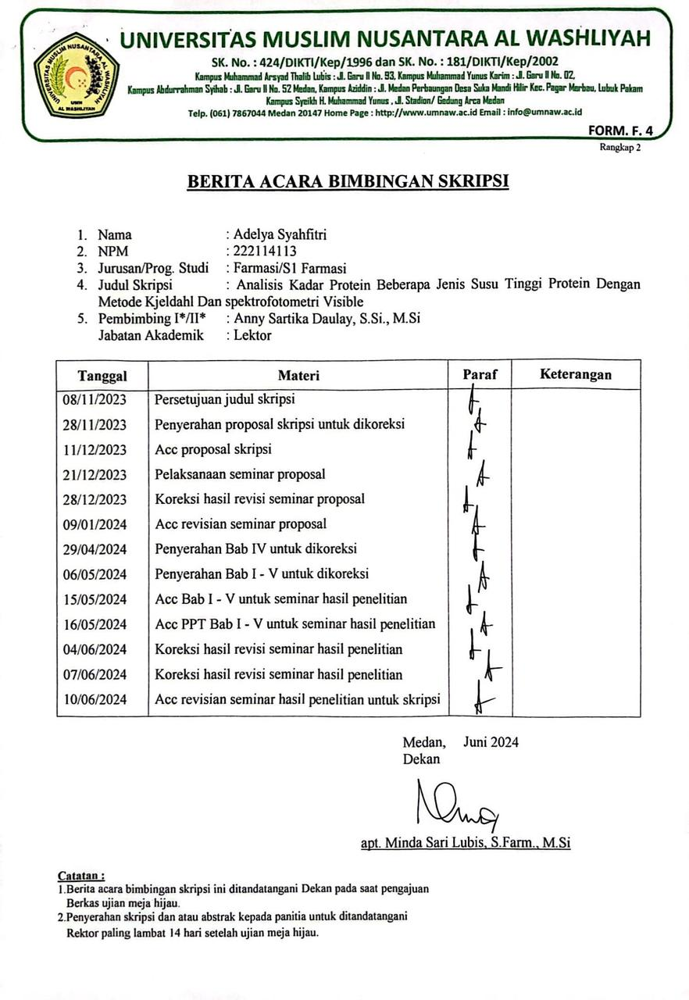 UNIVERSITAS MUSLIM NUSANTARA AL WASHLIYAH
UMN
AL WASHLIYAH
UNIVERSITAS MUSLIM NUSANTARA AL WASHLIYAH
SK. No. : 424/DIKTI/Kep/1996 dan SK. No. : 181/DIKTI/Kep/2002
Kampus Muhammad Arsyad Thalib Lubis : Jl. Garu II No. 93, Kampus Muhammad Yunus Karim : Jl. Garu II No. 02,
Kampus Abdurrahman Syihab : Jl. Garu II No. 52 Medan, Kampus Aziddin : Jl. Medan Perbaungan Desa Suka Mandi Hilir Kec. Pagar Merbau, Lubuk Pakam
Kampus Syeikh H. Muhammad Yunus , Jl. Stadion/ Gedung Arca Medan
Telp. (061) 7867044 Medan 20147 Home Page : http://www.umnaw.ac.id Email : info@umnaw.ac.id
FORM. F. 4
Rangkap 2
BERITA ACARA BIMBINGAN SKRIPSI
1. Nama : Adelya Syahfitri
2. NPM : 222114113
3. Jurusan/Prog. Studi : Farmasi/S1 Farmasi
4. Judul Skripsi : Analisis Kadar Protein Beberapa Jenis Susu Tinggi Protein Dengan
Metode Kjeldahl Dan spektrofotometri Visible
5. Pembimbing I*/II* : Anny Sartika Daulay, S.Si., M.Si
Jabatan Akademik : Lektor
Tanggal Materi Paraf Keterangan
08/11/2023 Persetujuan judul skripsi
28/11/2023 Penyerahan proposal skripsi untuk dikoreksi
11/12/2023 Acc proposal skripsi
21/12/2023 Pelaksanaan seminar proposal
28/12/2023 Koreksi hasil revisi seminar proposal
09/01/2024 Acc revisian seminar proposal
29/04/2024 Penyerahan Bab IV untuk dikoreksi
06/05/2024 Penyerahan Bab I - V untuk dikoreksi
15/05/2024 Acc Bab I - V untuk seminar hasil penelitian
16/05/2024 Acc PPT Bab I - V untuk seminar hasil penelitian
04/06/2024 Koreksi hasil revisi seminar hasil penelitian
07/06/2024 Koreksi hasil revisi seminar hasil penelitian
10/06/2024 Acc revisian seminar hasil penelitian untuk skripsi
Medan, Juni 2024
Dekan
apt. Minda Sari Lubis, S.Farm., M.Si
Catatan :
1.Berita acara bimbingan skripsi ini ditandatangani Dekan pada saat pengajuan
Berkas ujian meja hijau.
2.Penyerahan skripsi dan atau abstrak kepada panitia untuk ditandatangani
Rektor paling lambat 14 hari setelah ujian meja hijau.